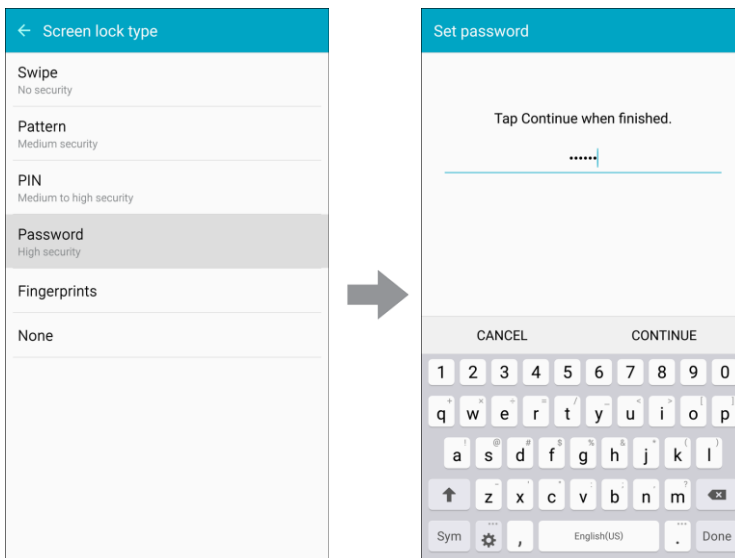 Screen lock type
Swipe
No security
Pattern
Medium security
PIN
Medium to high security
Password
High security
Fingerprints
None
Set password
Tap Continue when finished.
••••••
CANCEL CONTINUE
1 2 3 4 5 6 7 8 9 0
+ × ÷ = / _ < > [ ]
q w e r t y u i o p
! @ # $ % & * ( )
a s d f g h j k l
- ' " : ; , ?
z x c v b n m
Sym , English(US) . Done